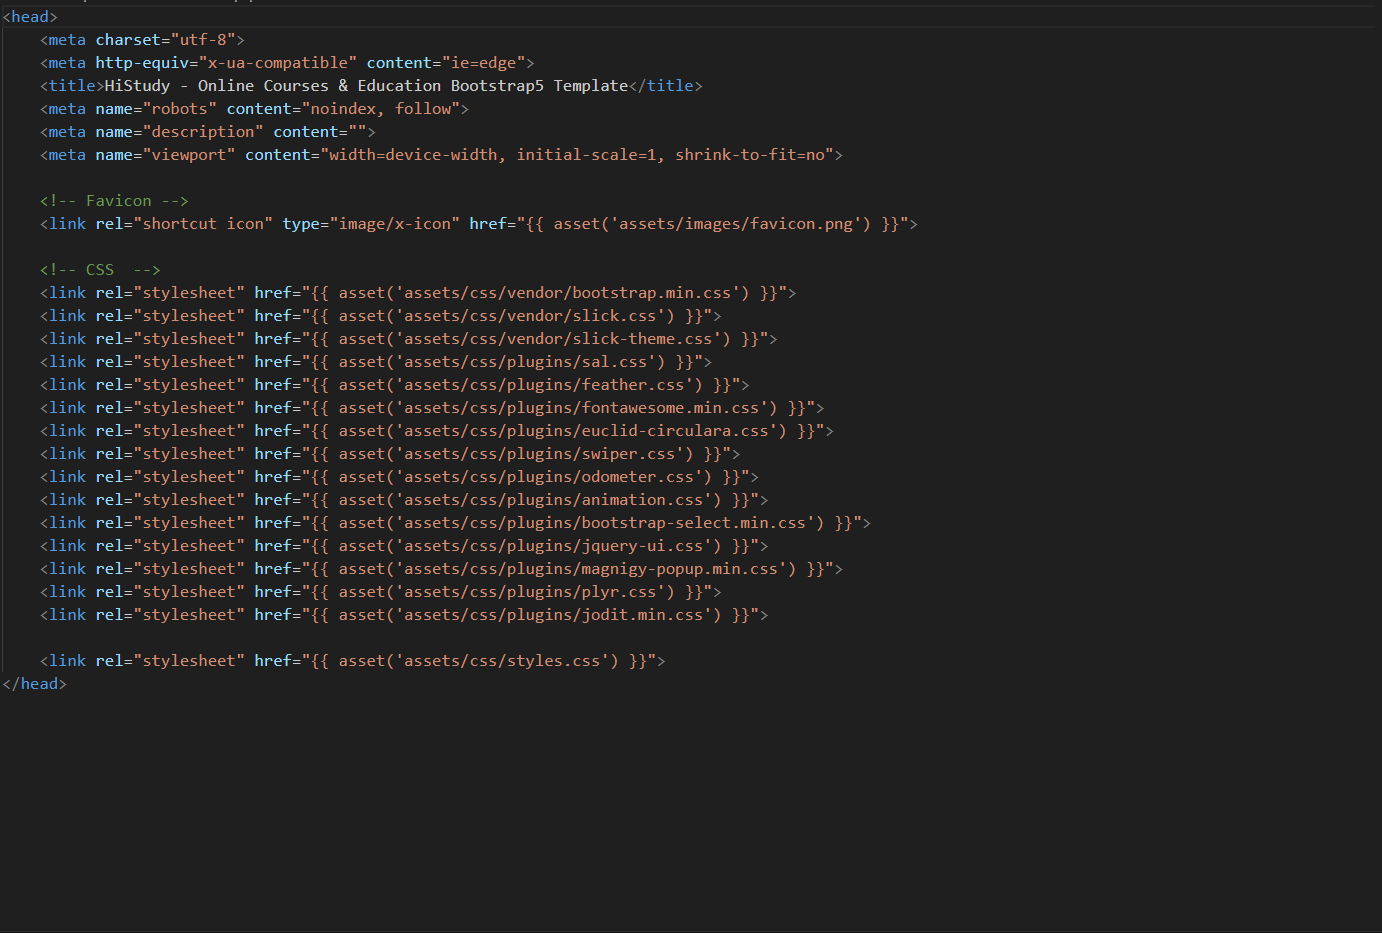 <head>
<meta charset="utf-8">
<meta http-equiv="x-ua-compatible" content="ie=edge">
<title>HiStudy - Online Courses & Education Bootstrap5 Template</title>
<meta name="robots" content="noindex, follow">
<meta name="description" content="">
<meta name="viewport" content="width=device-width, initial-scale=1, shrink-to-fit=no">
<!-- Favicon -->
<link rel="shortcut icon" type="image/x-icon" href="{{ asset('assets/images/favicon.png') }}">
<!-- CSS  -->
<link rel="stylesheet" href="{{ asset('assets/css/vendor/bootstrap.min.css') }}">
<link rel="stylesheet" href="{{ asset('assets/css/vendor/slick.css') }}">
<link rel="stylesheet" href="{{ asset('assets/css/vendor/slick-theme.css') }}">
<link rel="stylesheet" href="{{ asset('assets/css/plugins/sal.css') }}">
<link rel="stylesheet" href="{{ asset('assets/css/plugins/feather.css') }}">
<link rel="stylesheet" href="{{ asset('assets/css/plugins/fontawesome.min.css') }}">
<link rel="stylesheet" href="{{ asset('assets/css/plugins/euclid-circulara.css') }}">
<link rel="stylesheet" href="{{ asset('assets/css/plugins/swiper.css') }}">
<link rel="stylesheet" href="{{ asset('assets/css/plugins/odometer.css') }}">
<link rel="stylesheet" href="{{ asset('assets/css/plugins/animation.css') }}">
<link rel="stylesheet" href="{{ asset('assets/css/plugins/bootstrap-select.min.css') }}">
<link rel="stylesheet" href="{{ asset('assets/css/plugins/jquery-ui.css') }}">
<link rel="stylesheet" href="{{ asset('assets/css/plugins/magnigy-popup.min.css') }}">
<link rel="stylesheet" href="{{ asset('assets/css/plugins/plyr.css') }}">
<link rel="stylesheet" href="{{ asset('assets/css/plugins/jodit.min.css') }}">
<link rel="stylesheet" href="{{ asset('assets/css/styles.css') }}">
</head>